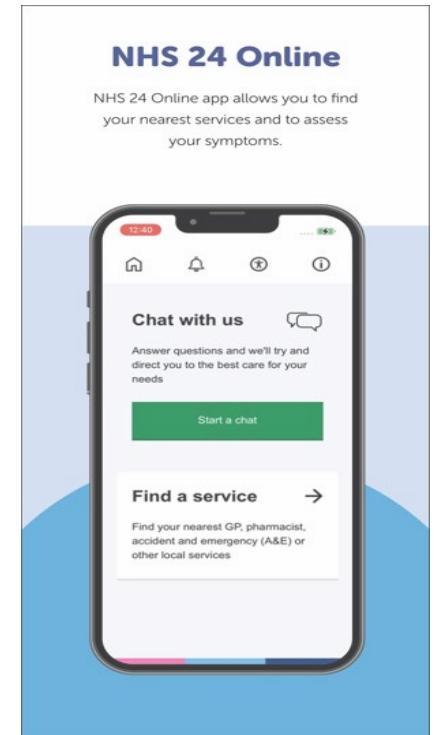 NHS 24 Online
NHS 24 Online app allows you to find
your nearest services and to assess
your symptoms.
12:40
Chat with us
Answer questions and we'll try and
direct you to the best care for your
needs
Start a chat
Find a service
Find your nearest GP, pharmacist,
accident and emergency (A&E) or
other local services